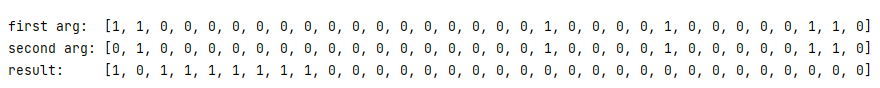 first arg: [1, 1, 0, 0, 0, 0, 0, 0, 0, 0, 0, 0, 0, 0, 0, 0, 0, 0, 1, 0, 0, 0, 0, 1, 0, 0, 0, 0, 0, 1, 1, 0]
second arg: [0, 1, 0, 0, 0, 0, 0, 0, 0, 0, 0, 0, 0, 0, 0, 0, 0, 0, 1, 0, 0, 0, 0, 1, 0, 0, 0, 0, 0, 1, 1, 0]
result: [1, 0, 1, 1, 1, 1, 1, 1, 1, 0, 0, 0, 0, 0, 0, 0, 0, 0, 0, 0, 0, 0, 0, 0, 0, 0, 0, 0, 0, 0, 0, 0]